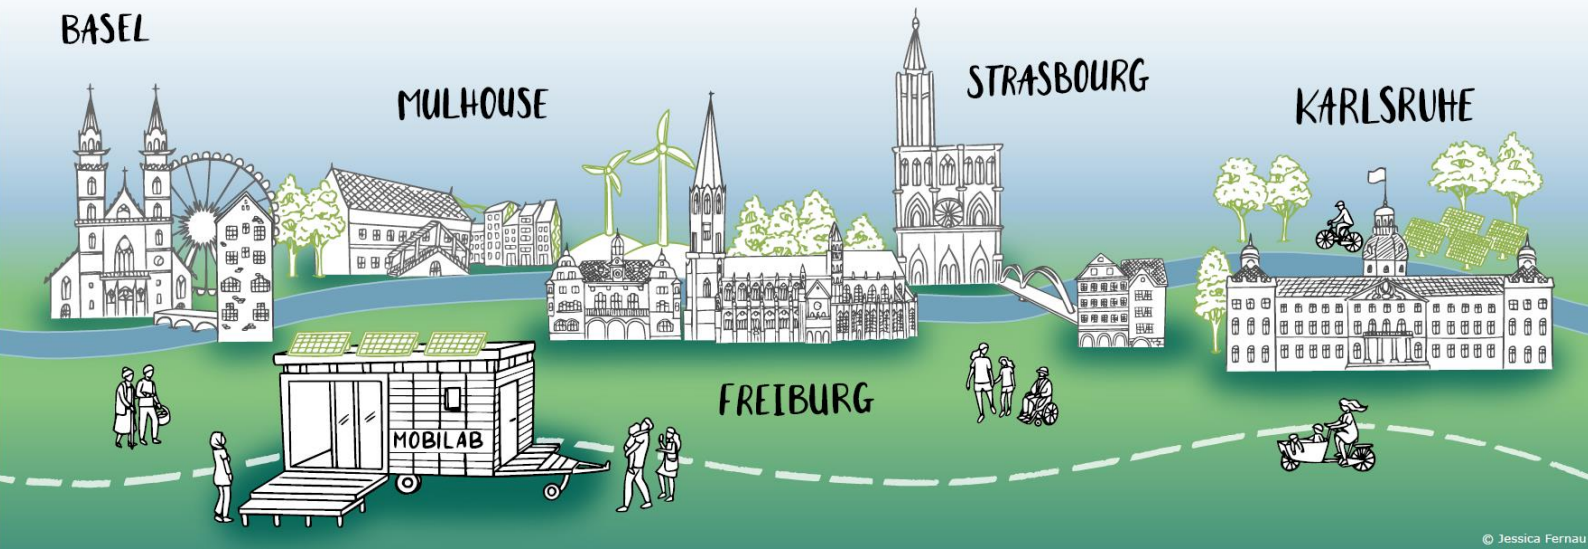 BASEL
MULHOUSE
STRASBOURG
KARLSRUHE
FREIBURG
MOBILAB
© Jessica Fernau